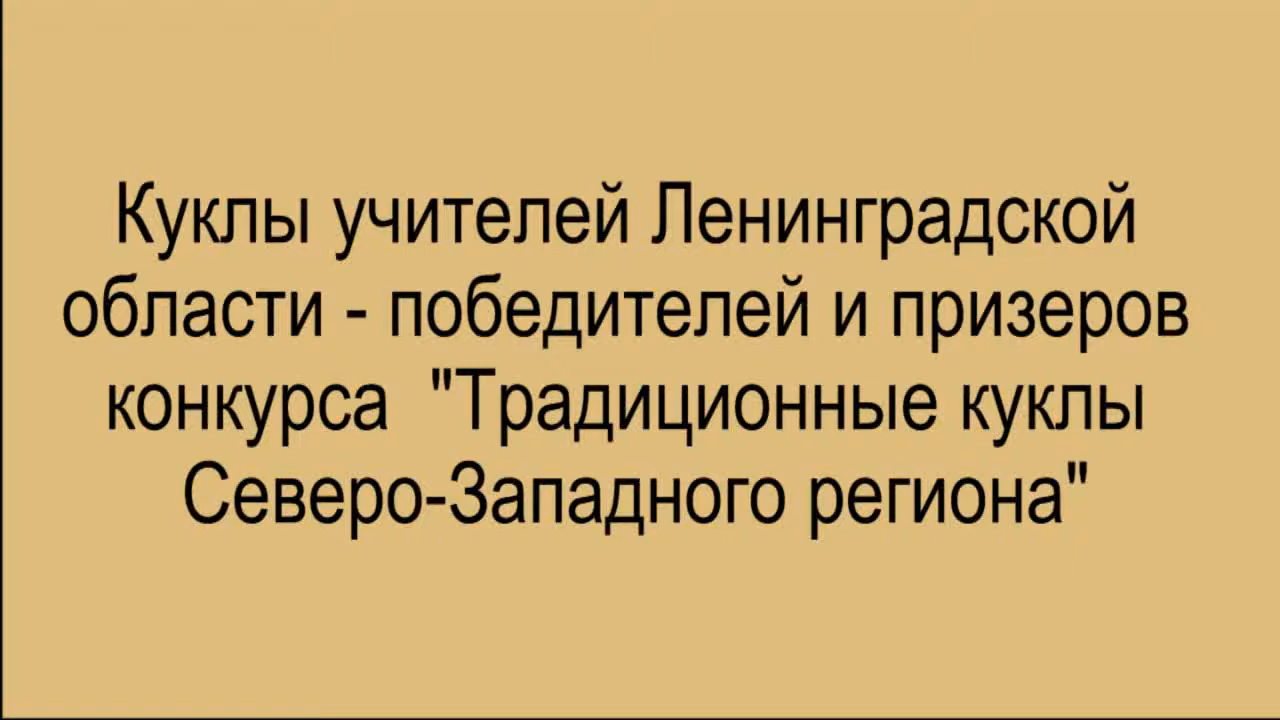 Куклы учителей Ленинградской
области - победителей и призеров
конкурса  "Традиционные куклы
Северо-Западного региона"